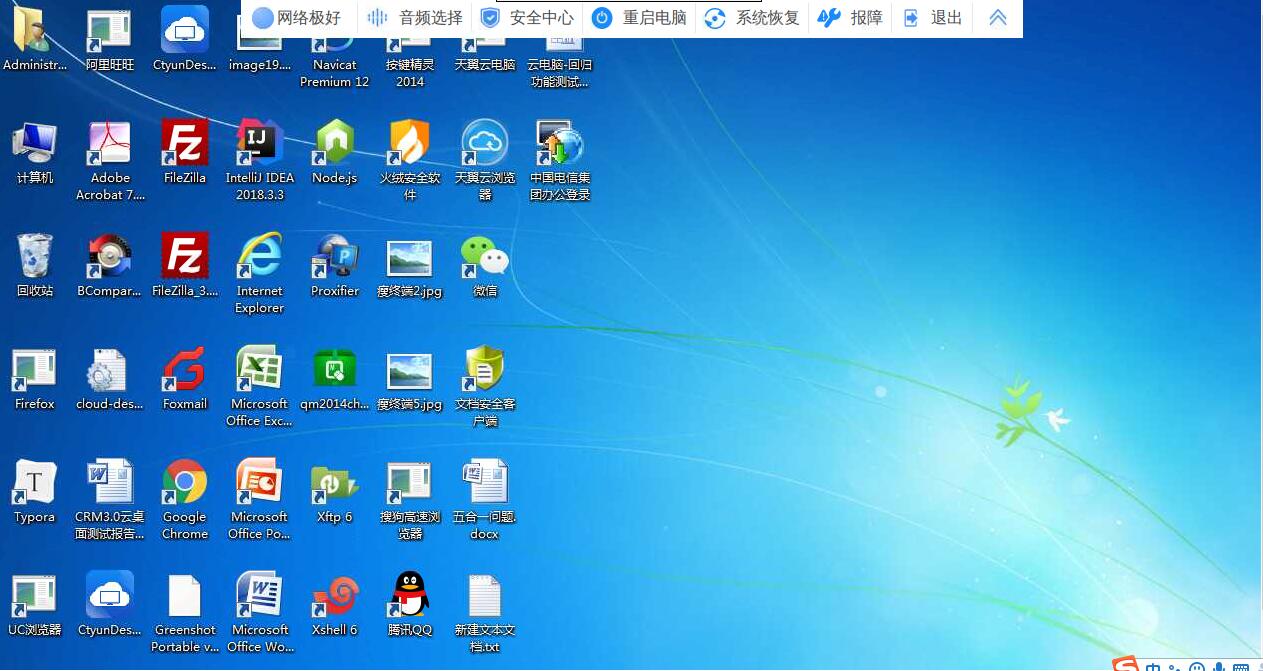 网络极好 音频选择 安全中心 重启电脑 系统恢复 报障 退出
Administr... 阿里旺旺 CtyunDes... image19.... Navicat Premium 12 按键精灵 2014 天翼云电脑 云电脑-回归功能测试...
计算机 Adobe Acrobat 7.... FileZilla IntelliJ IDEA 2018.3.3 Node.js 火绒安全软件 天翼云浏览器 中国电信集团办公登录
回收站 BCompar... FileZilla_3.... Internet Explorer Proxifier 瘦终端2.jpg 微信
Firefox cloud-des... Foxmail Microsoft Office Exc... qm2014ch... 瘦终端5.jpg 文档安全客户端
Typora CRM3.0云桌面测试报告... Google Chrome Microsoft Office Po... Xftp 6 搜狗高速浏览器 五合一问题.docx
UC浏览器 CtyunDes... Greenshot Portable v... Microsoft Office Wo... Xshell 6 腾讯QQ 新建文本文档.txt
中